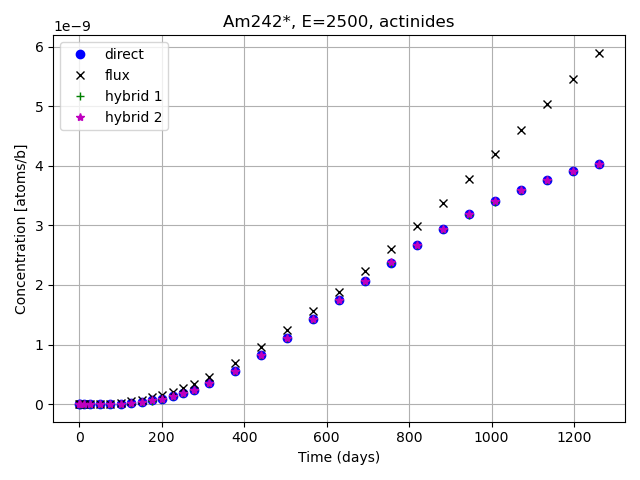 Am242*, E=2500, actinides
1e−9
direct
flux
hybrid 1
hybrid 2
6
5
4
3
2
1
0
Concentration [atoms/b]
0 200 400 600 800 1000 1200
Time (days)